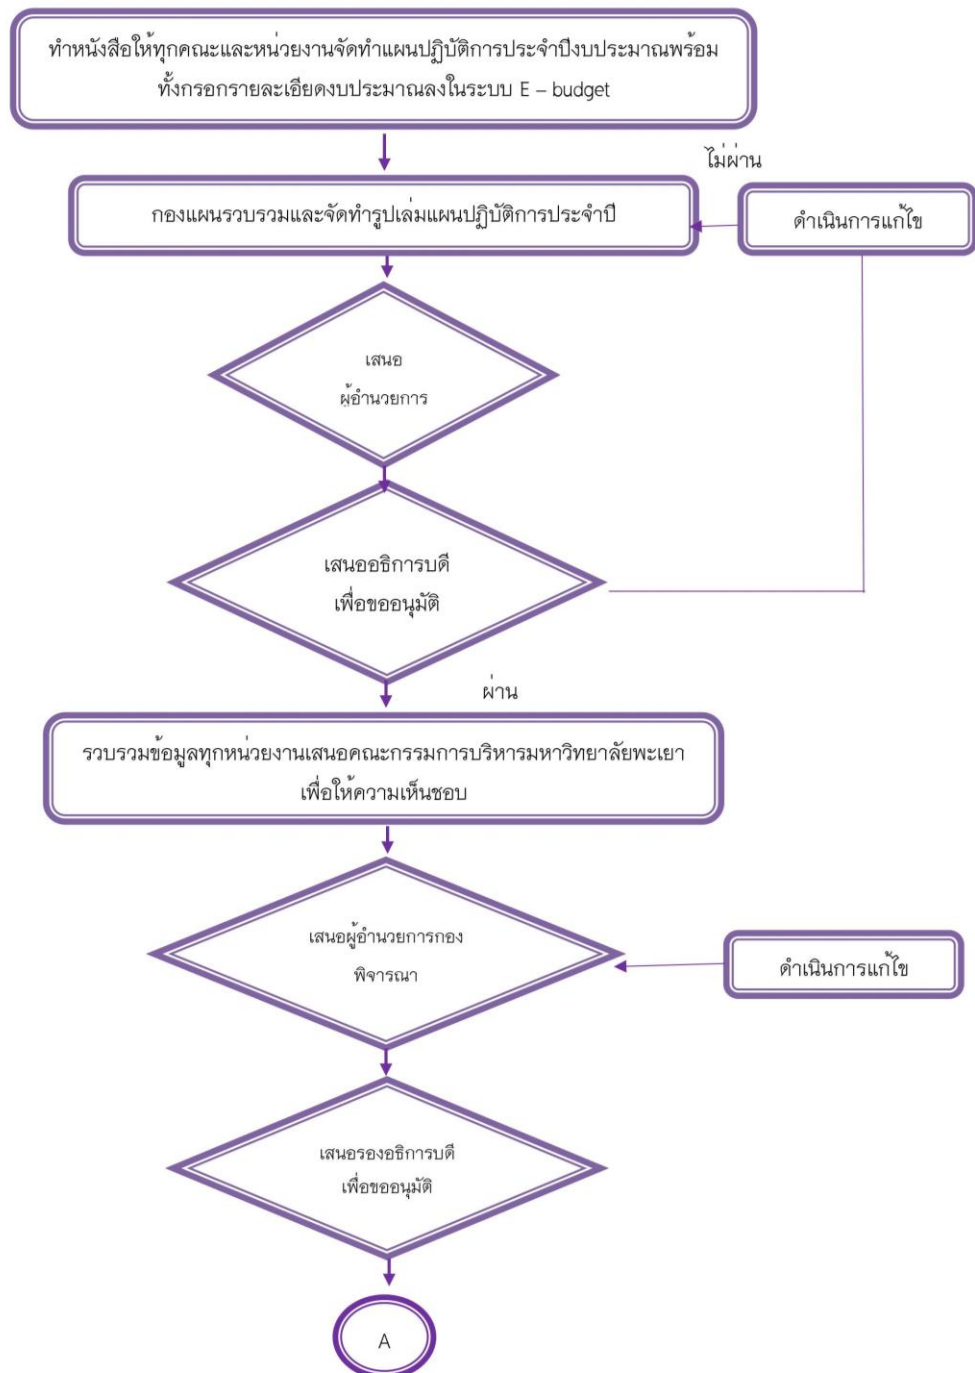 ทำหนังสือให้ทุกคณะและหน่วยงานจัดทำแผนปฏิบัติการประจำปีงบประมาณพร้อม
ทั้งกรอกรายละเอียดงบประมาณลงในระบบ E – budget
ไม่ผ่าน
กองแผนรวบรวมและจัดทำรูปเล่มแผนปฏิบัติการประจำปี
ดำเนินการแก้ไข
เสนอ
ผู้อำนวยการ
เสนออธิการบดี
เพื่อขออนุมัติ
ผ่าน
รวบรวมข้อมูลทุกหน่วยงานเสนอคณะกรรมการบริหารมหาวิทยาลัยพะเยา
เพื่อให้ความเห็นชอบ
เสนอผู้อำนวยการกอง
พิจารณา
ดำเนินการแก้ไข
เสนอรองอธิการบดี
เพื่อขออนุมัติ
A